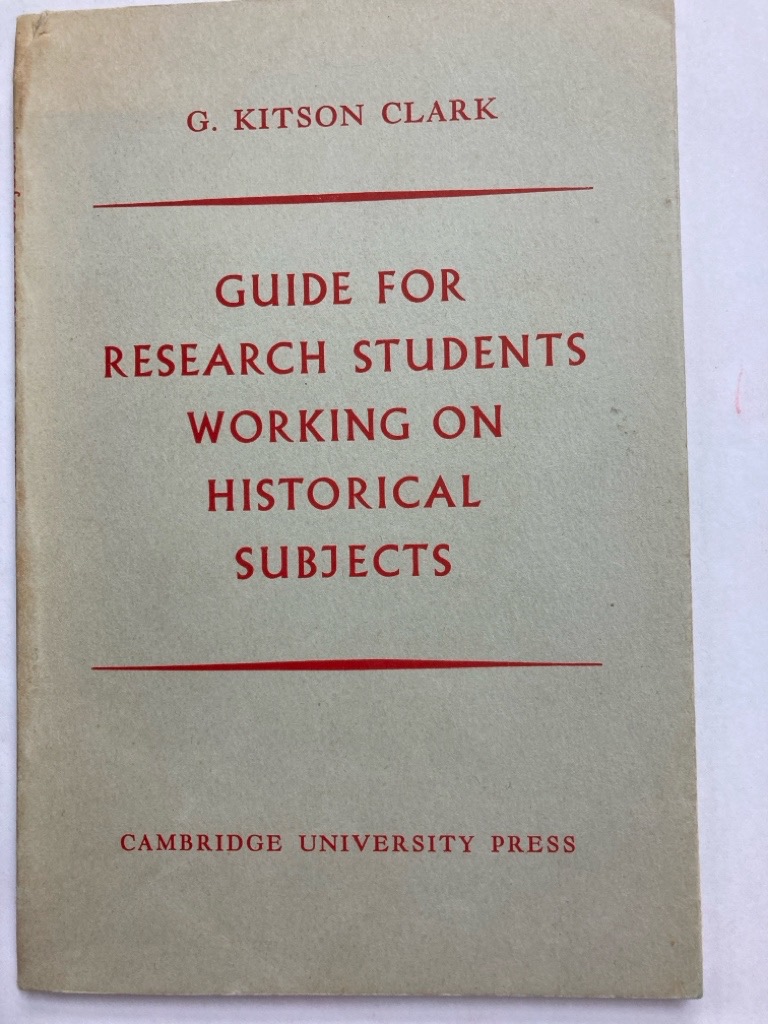 G. KITSON CLARK
GUIDE FOR
RESEARCH STUDENTS
WORKING ON
HISTORICAL
SUBJECTS
CAMBRIDGE UNIVERSITY PRESS